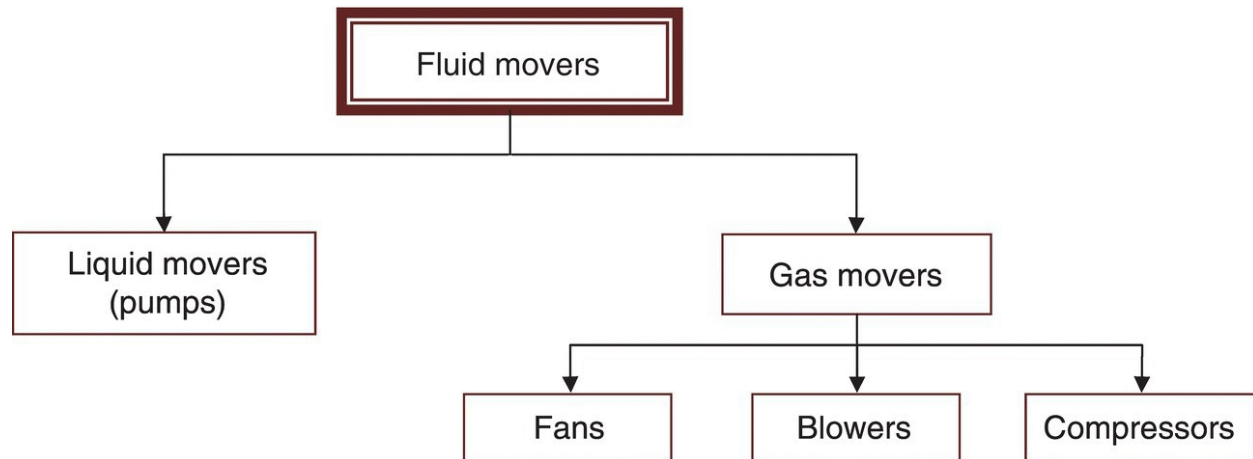 Fluid movers
Liquid movers
(pumps)
Gas movers
Fans
Blowers
Compressors